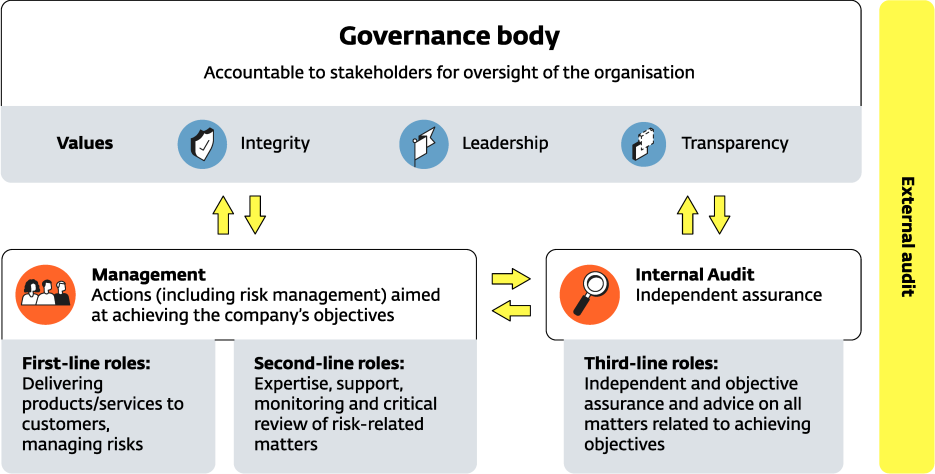 Governance body
Accountable to stakeholders for oversight of the organisation
Values
Integrity
Leadership
Transparency
Management
Actions (including risk management) aimed
at achieving the company's objectives
Internal Audit
Independent assurance
First-line roles:
Delivering
products/services to
customers,
managing risks
Second-line roles:
Expertise, support,
monitoring and critical
review of risk-related
matters
Third-line roles:
Independent and objective
assurance and advice on all
matters related to achieving
objectives
External audit